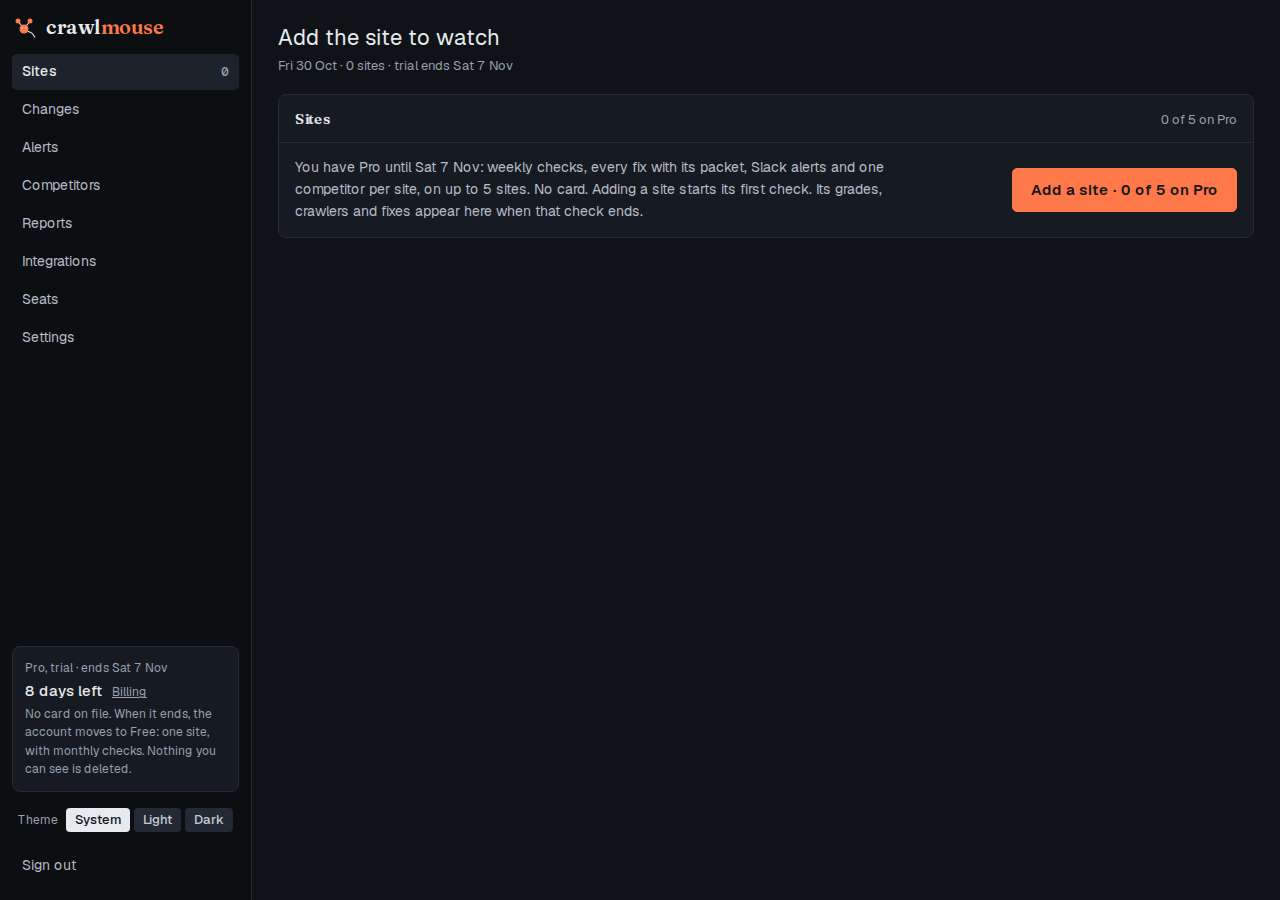 crawlmouse
Sites 0
Changes
Alerts
Competitors
Reports
Integrations
Seats
Settings
Pro, trial · ends Sat 7 Nov
8 days left Billing
No card on file. When it ends, the
account moves to Free: one site,
with monthly checks. Nothing you
can see is deleted.
Theme System Light Dark
Sign out
Add the site to watch
Fri 30 Oct · 0 sites · trial ends Sat 7 Nov
Sites 0 of 5 on Pro
You have Pro until Sat 7 Nov: weekly checks, every fix with its packet, Slack alerts and one
competitor per site, on up to 5 sites. No card. Adding a site starts its first check. Its grades,
crawlers and fixes appear here when that check ends.
Add a site · 0 of 5 on Pro